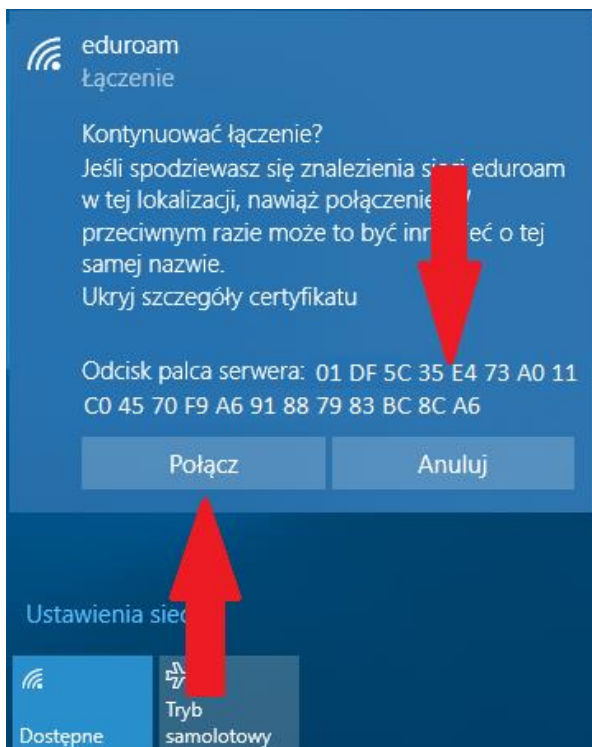 eduroam
Łączenie
Kontynuować łączenie?
Jeśli spodziewasz się znalezienia eduroam
w tej lokalizacji, nawiąż połączenie.
przeciwnym razie może to być o tej
samej nazwie.
Ukryj szczegóły certyfikatu
Odcisk palca serwera: 01 DF 5C 35 E4 73 A0 11
C0 45 70 F9 A6 91 88 79 83 BC 8C A6
Połącz Anuluj
Ustawienia
Dostępne
Tryb
samolotowy